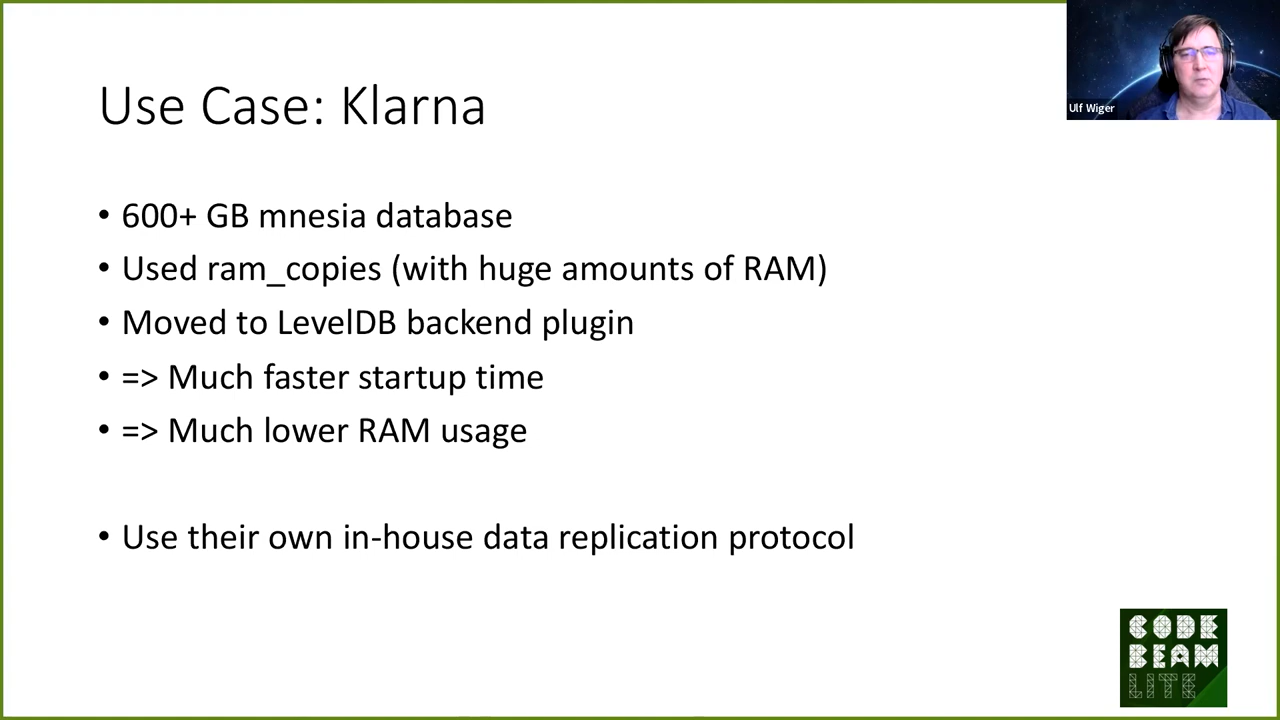 Ulf Wiger
Use Case: Klarna
• 600+ GB mnesia database
• Used ram_copies (with huge amounts of RAM)
• Moved to LevelDB backend plugin
• => Much faster startup time
• => Much lower RAM usage
• Use their own in-house data replication protocol
CODE
BEAM
LITE